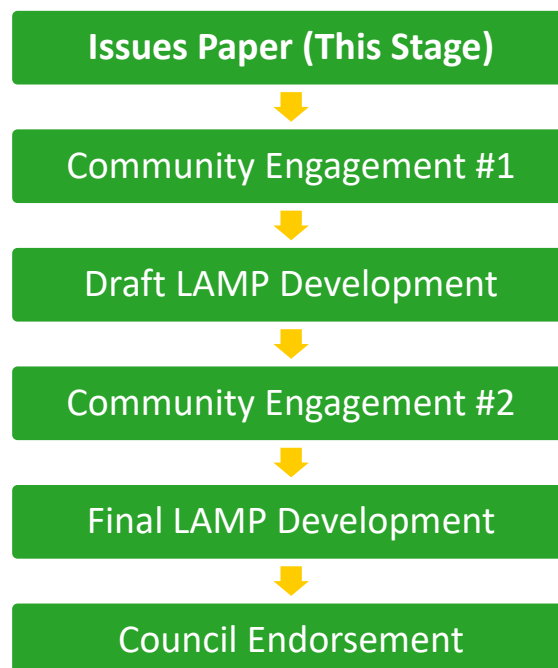 Issues Paper (This Stage)
Community Engagement #1
Draft LAMP Development
Community Engagement #2
Final LAMP Development
Council Endorsement